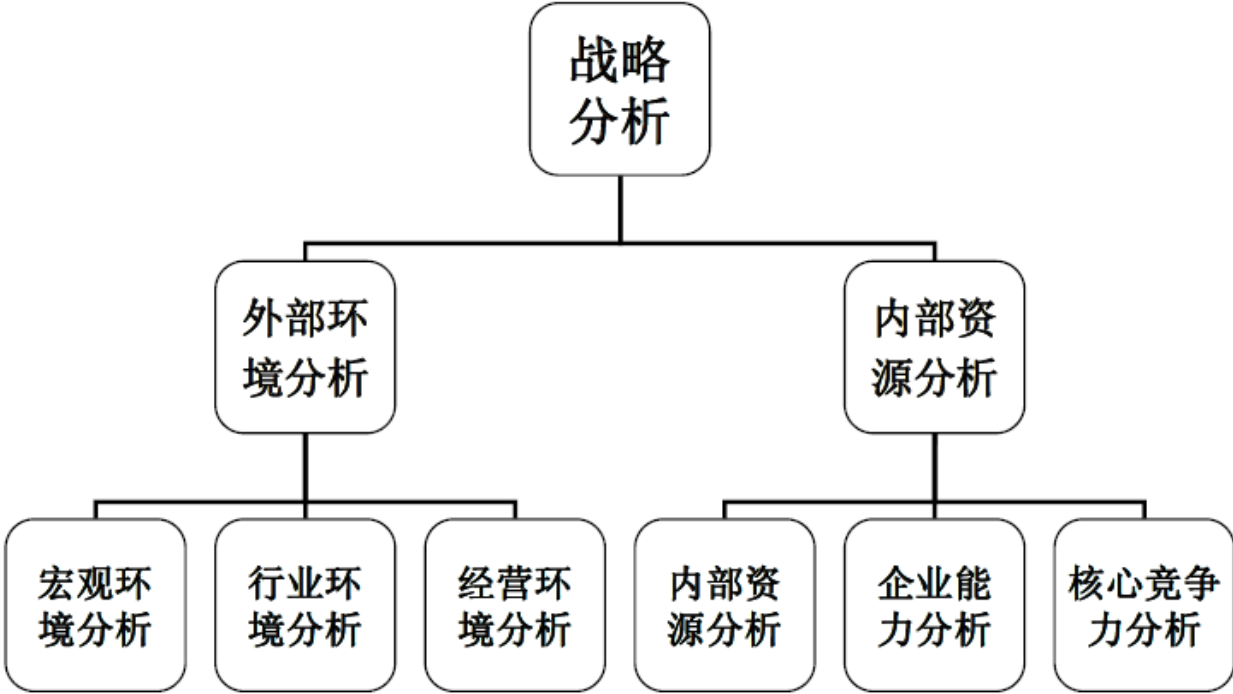 战略
分析
外部环
境分析
内部资
源分析
宏观环
境分析
行业环
境分析
经营环
境分析
内部资
源分析
企业能
力分析
核心竞争
力分析